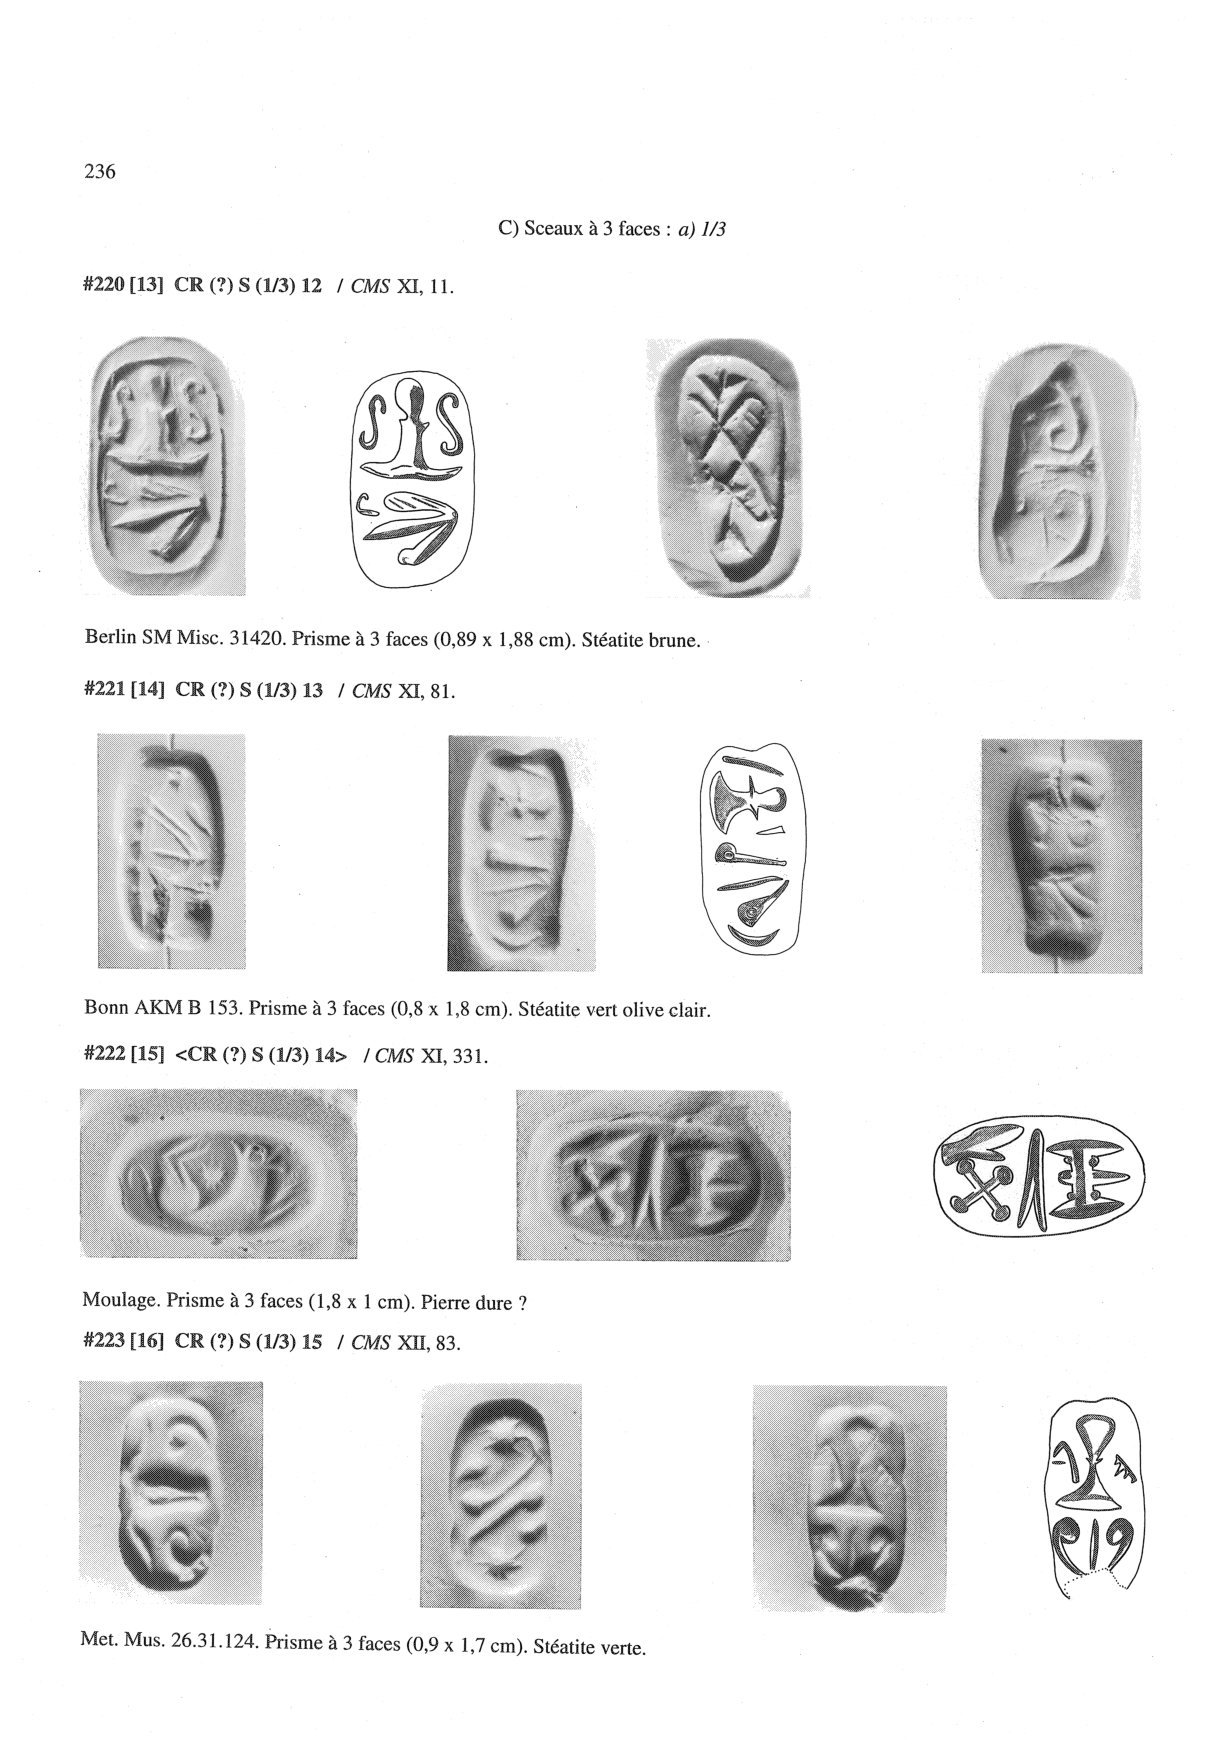 236
C) Sceaux à 3 faces : a) 1/3
#220 [13] CR (?) S (1/3) 12 / CMS XI, 11.
Berlin SM Misc. 31420. Prisme à 3 faces (0,89 x 1,88 cm). Stéatite brune.
#221 [14] CR (?) S (1/3) 13 / CMS XI, 81.
Bonn AKM B 153. Prisme à 3 faces (0,8 x 1,8 cm). Stéatite vert olive clair.
#222 [15] <CR (?) S (1/3) 14> / CMS XI, 331.
Moulage. Prisme à 3 faces (1,8 x 1 cm). Pierre dure ?
#223 [16] CR (?) S (1/3) 15 / CMS XII, 83.
Met. Mus. 26.31.124. Prisme à 3 faces (0,9 x 1,7 cm). Stéatite verte.